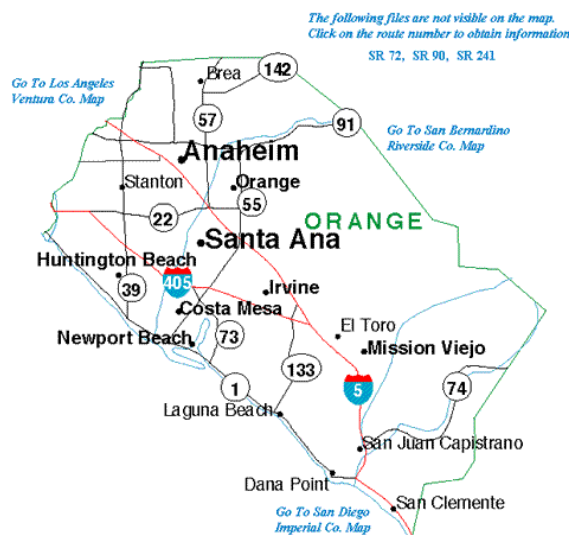 The following files are not visible on the map.
Click on the route number to obtain information
SR 72, SR 90, SR 241
Brea
142
Go To Los Angeles
Ventura Co. Map
57
91
Go To San Bernardino
Riverside Co. Map
Anaheim
Stanton
Orange
55
22
ORANGE
Santa Ana
Huntington Beach
405
39
Irvine
Costa Mesa
El Toro
Newport Beach
73
Mission Viejo
133
1
5
74
Laguna Beach
San Juan Capistrano
Dana Point
San Clemente
Go To San Diego
Imperial Co. Map